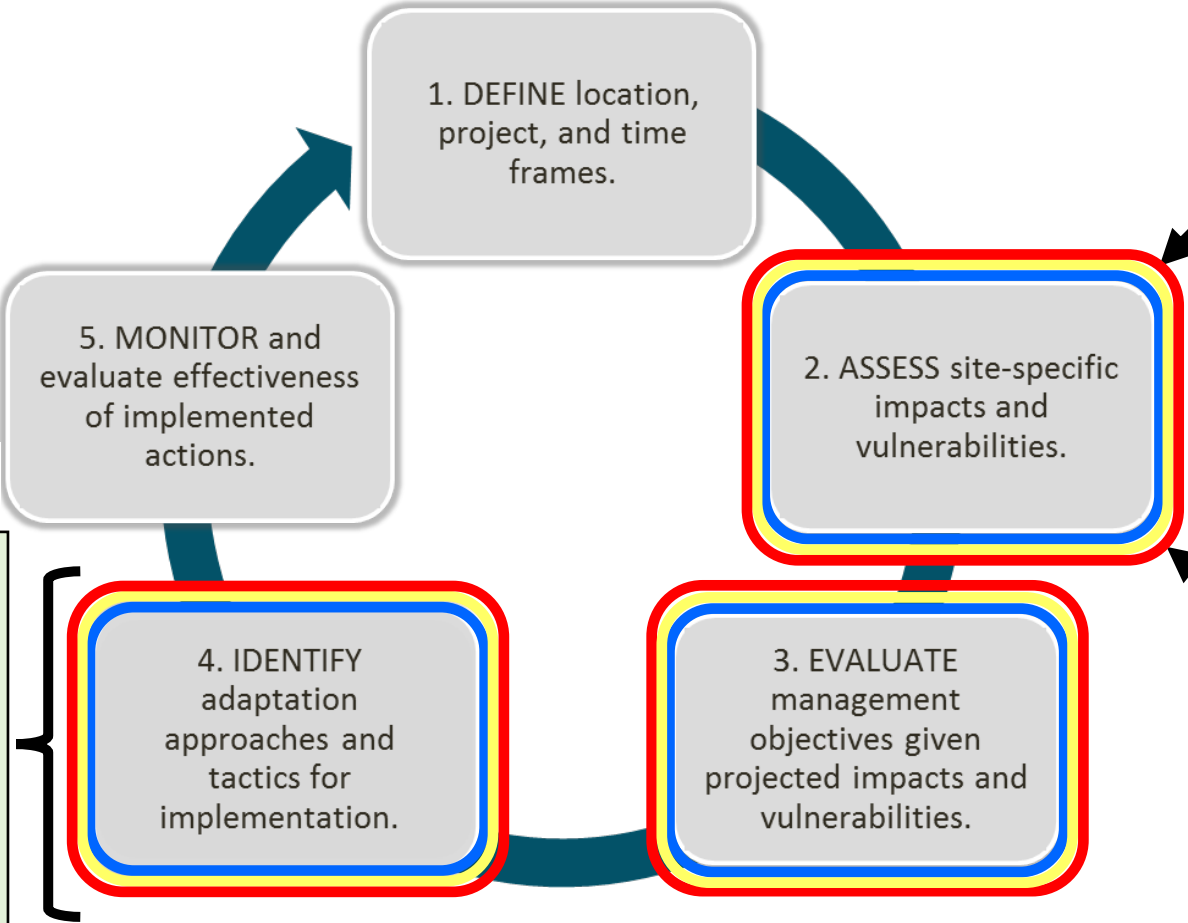 1. DEFINE location,
project, and time
frames.
2. ASSESS site-specific
impacts and
vulnerabilities.
3. EVALUATE
management
objectives given
projected impacts and
vulnerabilities.
4. IDENTIFY
adaptation
approaches and
tactics for
implementation.
5. MONITOR and
evaluate effectiveness
of implemented
actions.